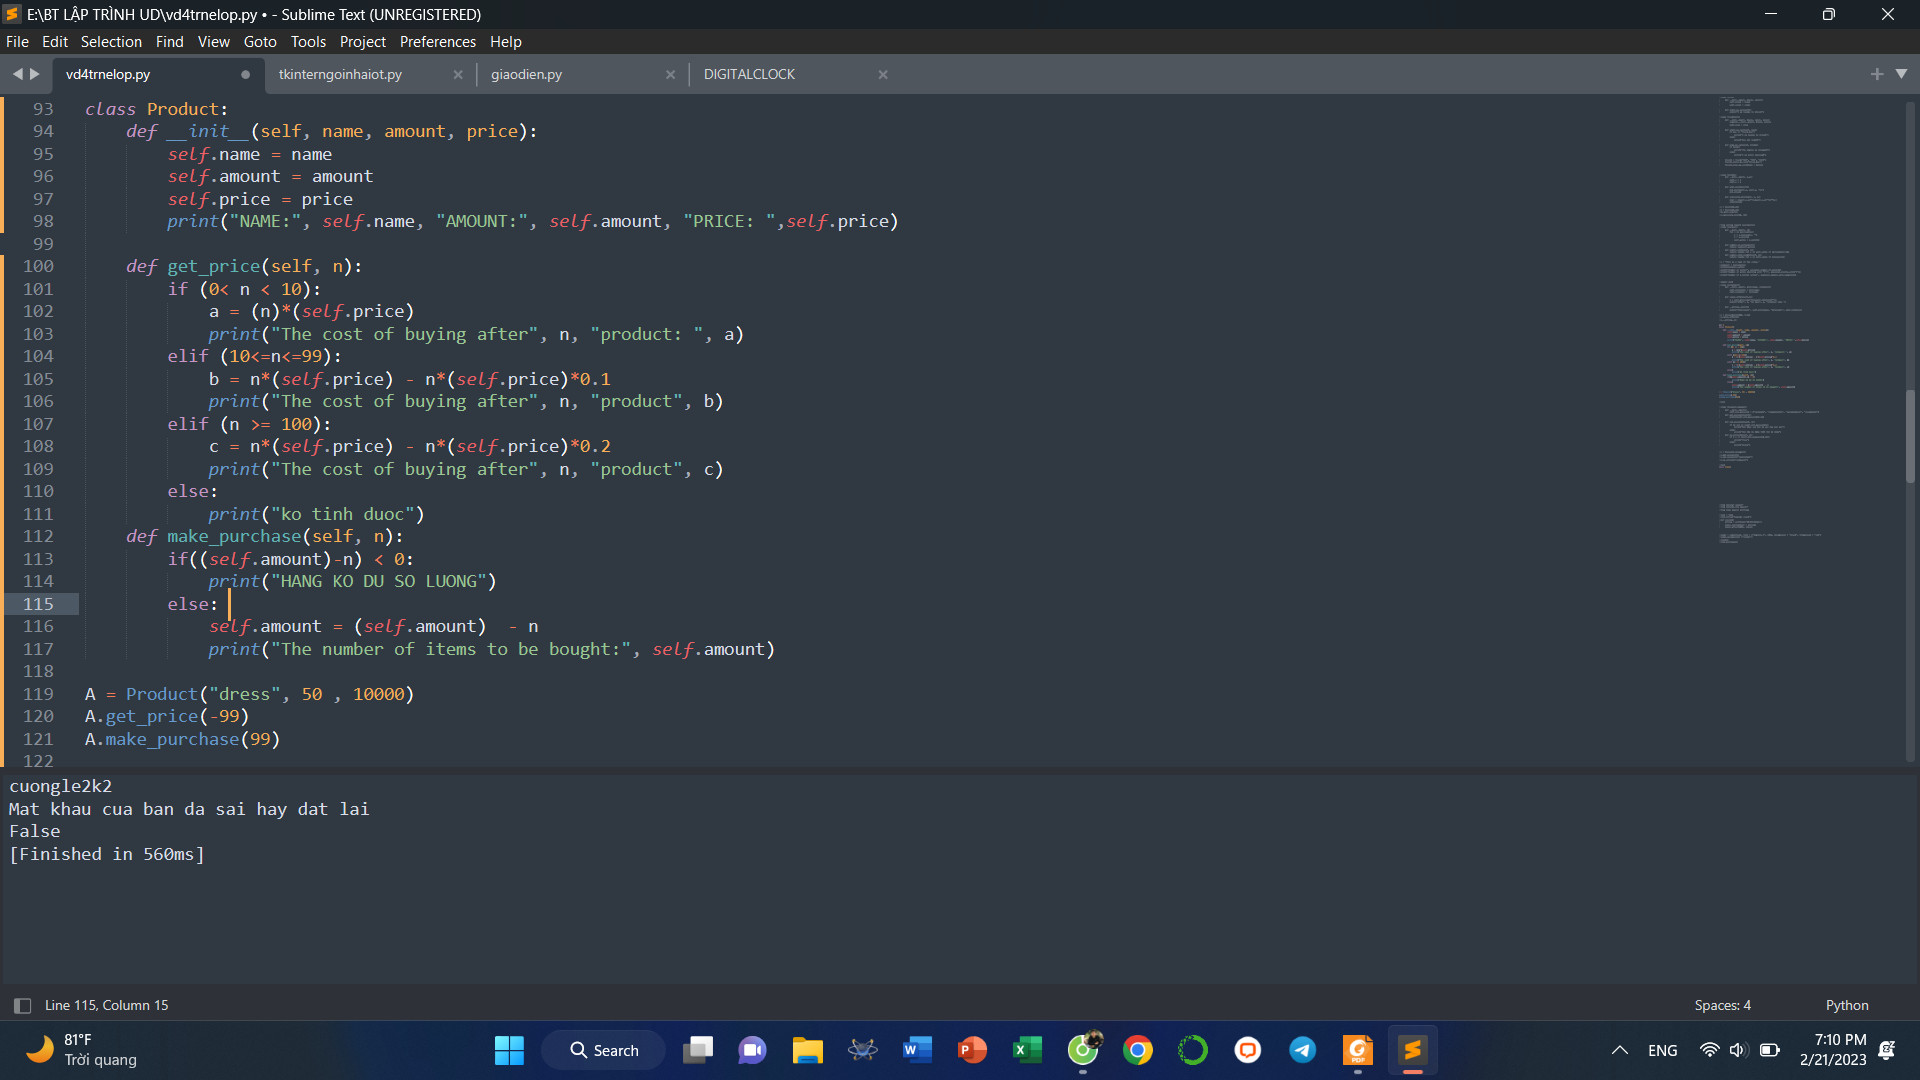 E:\BT LẬP TRÌNH UD\vd4trnelop.py • - Sublime Text (UNREGISTERED)
File Edit Selection Find View Goto Tools Project Preferences Help
vd4trnelop.py tkinterngoinhaiot.py giaodien.py DIGITALCLOCK
93 class Product:
94 def __init__(self, name, amount, price):
95 self.name = name
96 self.amount = amount
97 self.price = price
98 print("NAME:", self.name, "AMOUNT:", self.amount, "PRICE: ",self.price)
99
100 def get_price(self, n):
101 if (0< n < 10):
102 a = (n)*(self.price)
103 print("The cost of buying after", n, "product: ", a)
104 elif (10<=n<=99):
105 b = n*(self.price) - n*(self.price)*0.1
106 print("The cost of buying after", n, "product", b)
107 elif (n >= 100):
108 c = n*(self.price) - n*(self.price)*0.2
109 print("The cost of buying after", n, "product", c)
110 else:
111 print("ko tinh duoc")
112 def make_purchase(self, n):
113 if((self.amount)-n) < 0:
114 print("HANG KO DU SO LUONG")
115 else:
116 self.amount = (self.amount)  - n
117 print("The number of items to be bought:", self.amount)
118
119 A = Product("dress", 50 , 10000)
120 A.get_price(-99)
121 A.make_purchase(99)
122
cuongle2k2
Mat khau cua ban da sai hay dat lai
False
[Finished in 560ms]
Line 115, Column 15 Spaces: 4 Python
81°F
Trời quang
Search
ENG
7:10 PM
2/21/2023